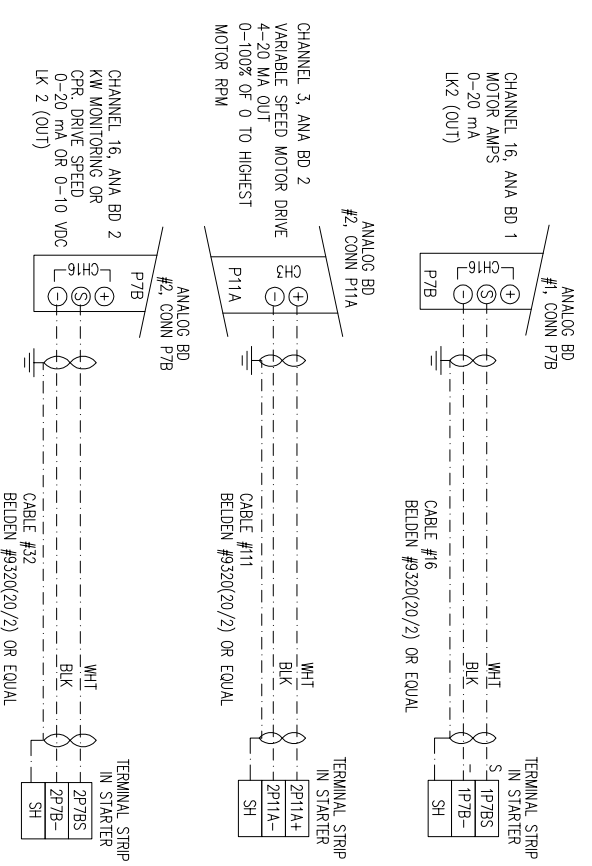 CHANNEL 16, ANA BD 1
MOTOR AMPS
0-20 mA
LK2 (OUT)
ANALOG BD
#1, CONN P7B
P7B
CH16
+
S
-
CABLE #16
BELDEN #9320(20/2) OR EQUAL
WHT
BLK
TERMINAL STRIP
IN STARTER
S
-
1P7BS
1P7B-
SH
CHANNEL 3, ANA BD 2
VARIABLE SPEED MOTOR DRIVE
4-20 MA OUT
0-100% OF 0 TO HIGHEST
MOTOR RPM
ANALOG BD
#2, CONN P11A
P11A
CH3
+
-
CABLE #111
BELDEN #9320(20/2) OR EQUAL
WHT
BLK
TERMINAL STRIP
IN STARTER
2P11A+
2P11A-
SH
CHANNEL 16, ANA BD 2
KW MONITORING OR
CPR. DRIVE SPEED
0-20 mA OR 0-10 VDC
LK 2 (OUT)
ANALOG BD
#2, CONN P7B
P7B
CH16
+
S
-
CABLE #32
BELDEN #9320(20/2) OR EQUAL
WHT
BLK
TERMINAL STRIP
IN STARTER
2P7BS
2P7B-
SH